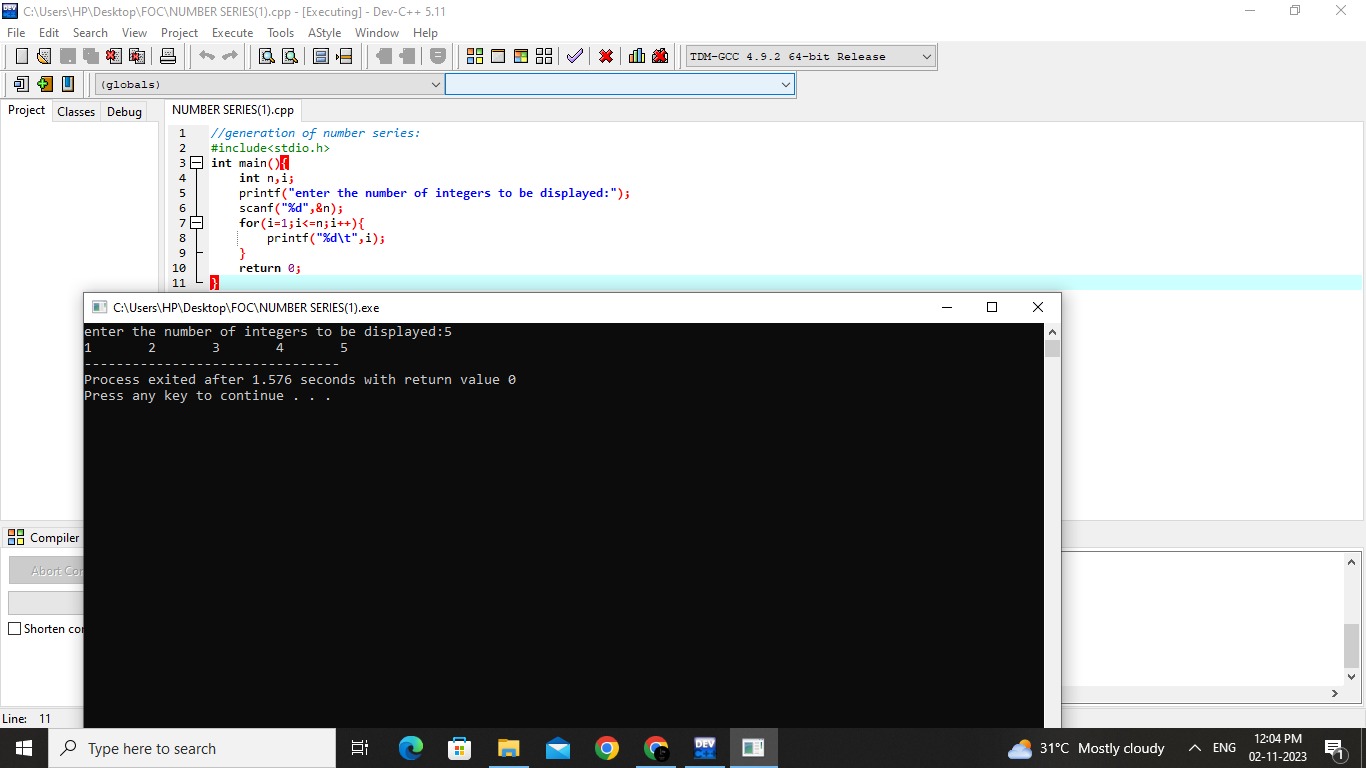 C:\Users\HP\Desktop\FOC\NUMBER SERIES(1).cpp - [Executing] - Dev-C++ 5.11
File Edit Search View Project Execute Tools AStyle Window Help
TDM-GCC 4.9.2 64-bit Release
(globals)
Project Classes Debug
NUMBER SERIES(1).cpp
1 //generation of number series:
2 #include<stdio.h>
3 int main(){
4 int n,i;
5 printf("enter the number of integers to be displayed:");
6 scanf("%d",&n);
7 for(i=1;i<=n;i++){
8 printf("%d\t",i);
9 }
10 return 0;
11 }
C:\Users\HP\Desktop\FOC\NUMBER SERIES(1).exe
enter the number of integers to be displayed:5
1 2 3 4 5
--------------------------------
Process exited after 1.576 seconds with return value 0
Press any key to continue . . .
Compiler
Abort Co
Shorten co
Line: 11
Type here to search
DEV
31°C Mostly cloudy
ENG
12:04 PM
02-11-2023
1